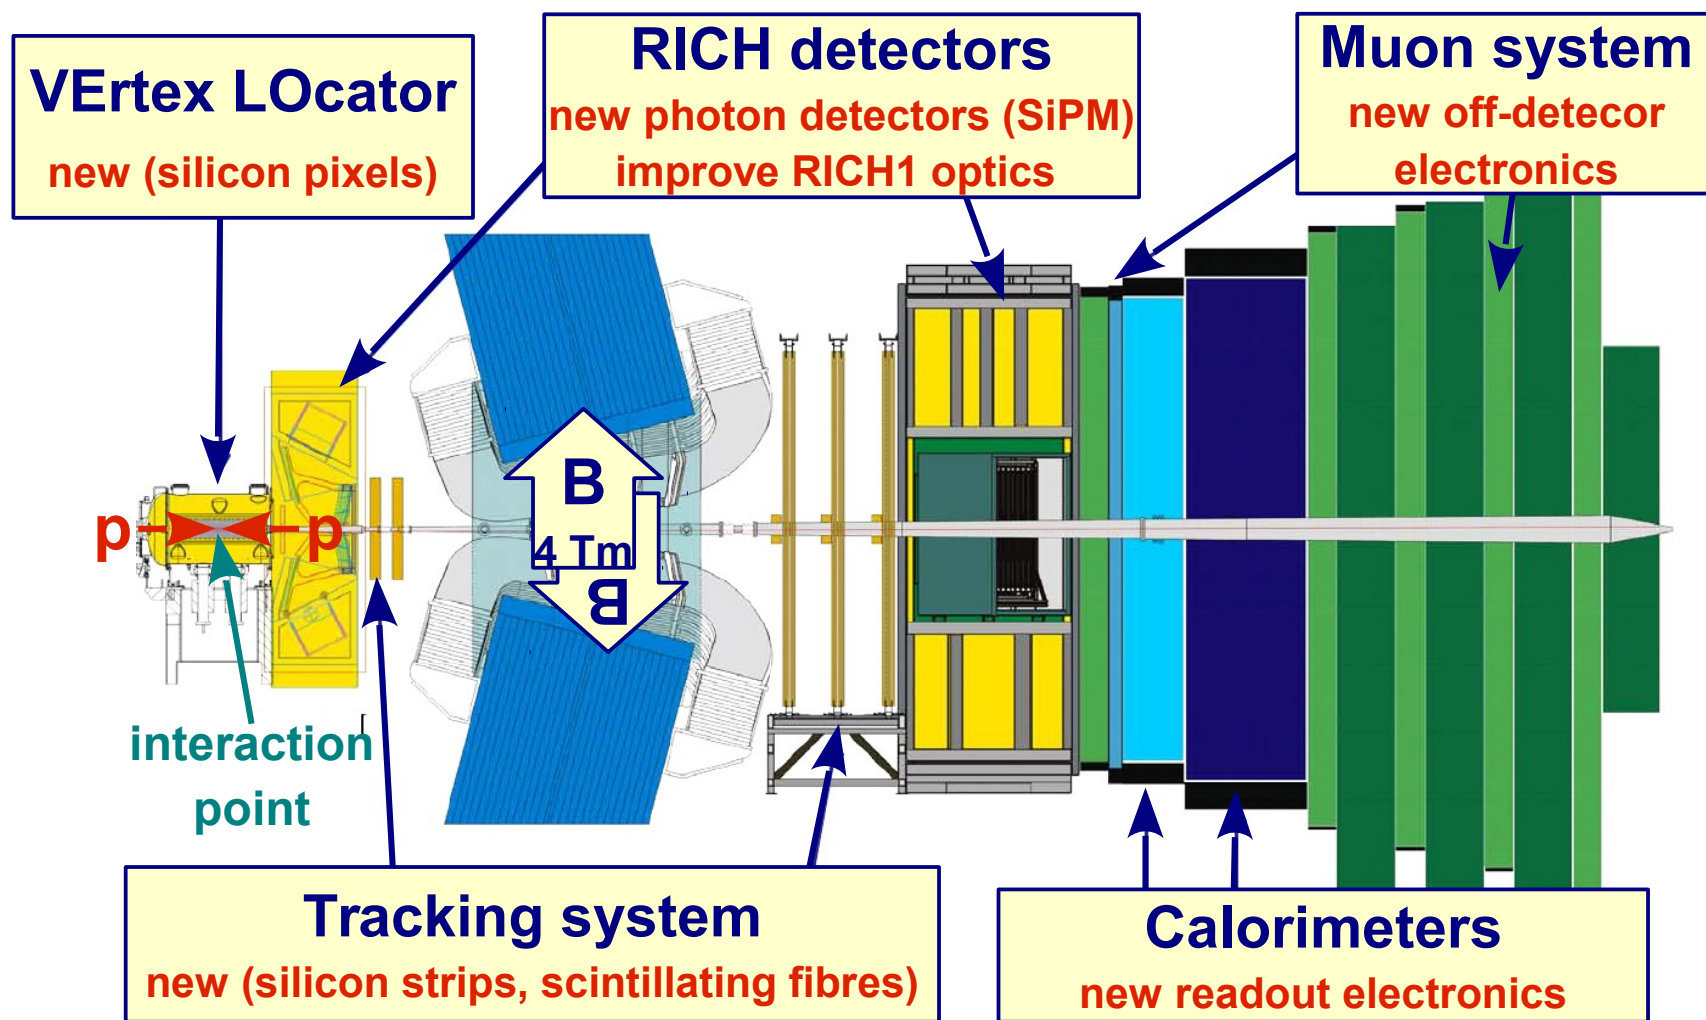 VErtex LOcator
new (silicon pixels)
RICH detectors
new photon detectors (SiPM)
improve RICH1 optics
Muon system
new off-detecor
electronics
B
4 Tm
B
p
p
interaction
point
Tracking system
new (silicon strips, scintillating fibres)
Calorimeters
new readout electronics